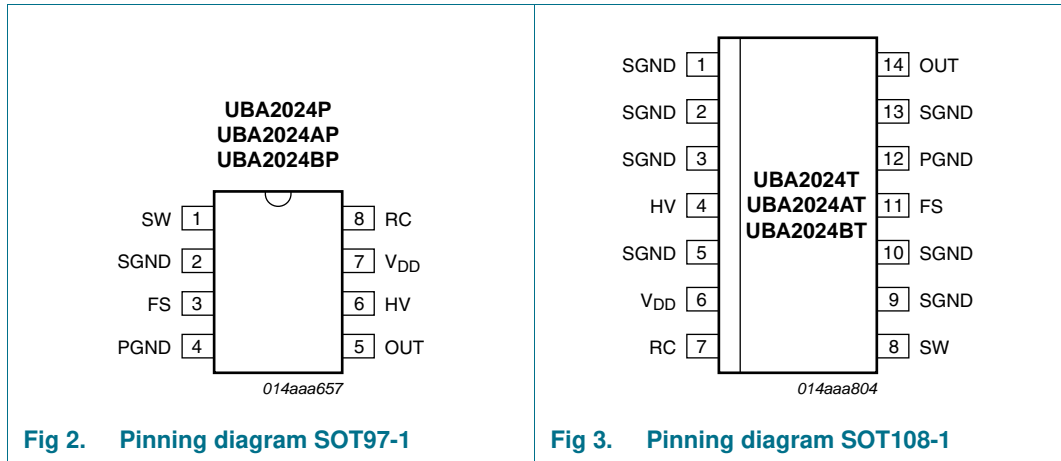 UBA2024P
UBA2024AP
UBA2024BP
SW 1 8 RC
SGND 2 7 VDD
FS 3 6 HV
PGND 4 5 OUT
014aaa657
Fig 2. Pinning diagram SOT97-1
SGND 1 14 OUT
SGND 2 13 SGND
SGND 3 12 PGND
UBA2024T
HV 4 UBA2024AT 11 FS
UBA2024BT
SGND 5 10 SGND
VDD 6 9 SGND
RC 7 8 SW
014aaa804
Fig 3. Pinning diagram SOT108-1